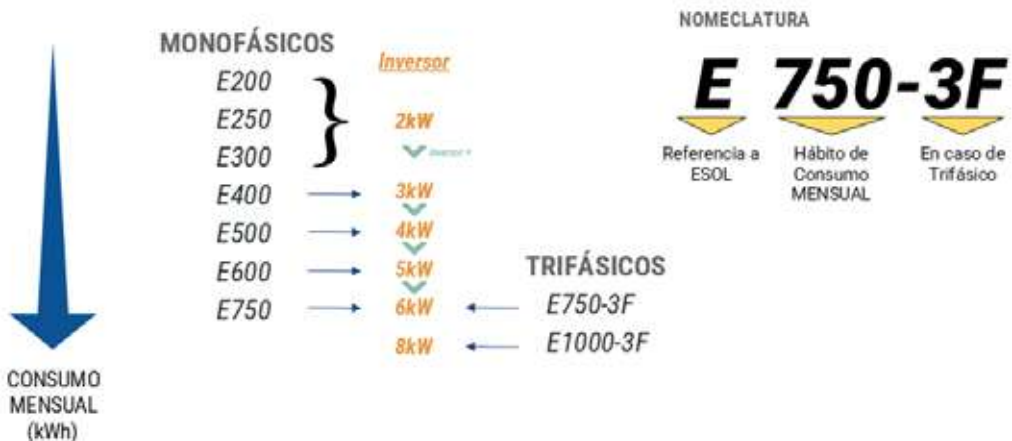 NOMECLATURA
MONOFÁSICOS
Inversor
E200
E250
E300
E400
E500
E600
E750
2kW
3kW
4kW
5kW
6kW
8kW
TRIFÁSICOS
E750-3F
E1000-3F
E 750-3F
Referencia a
ESOL
Hábito de
Consumo
MENSUAL
En caso de
Trifásico
CONSUMO
MENSUAL
(kWh)